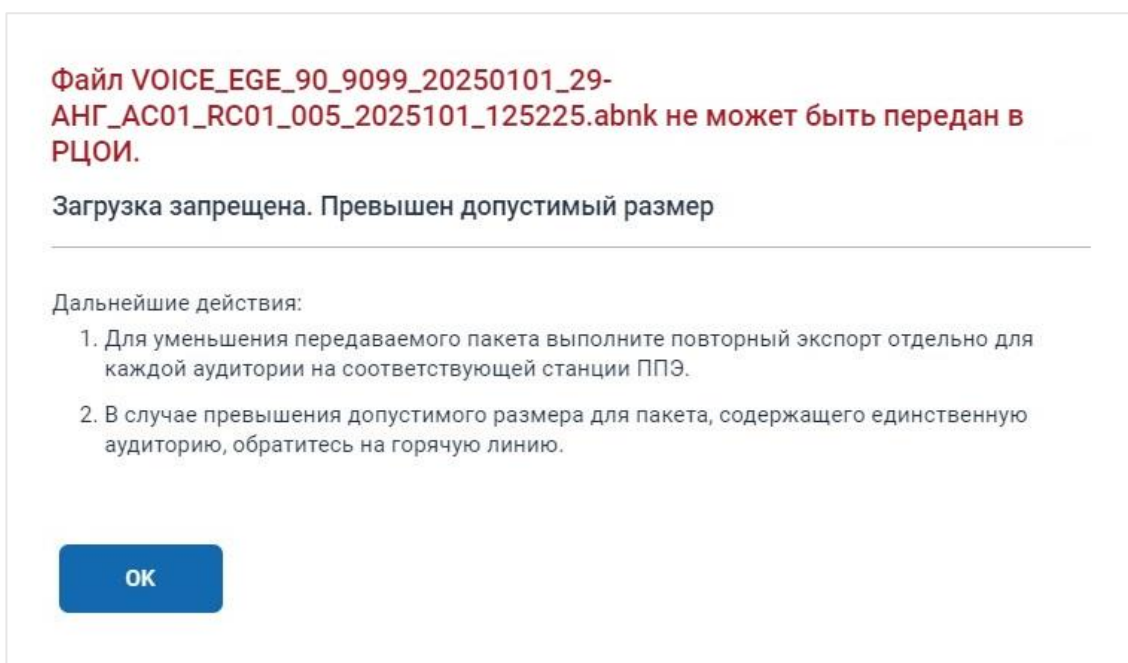 Файл VOICE_EGE_90_9099_20250101_29-
АНГ_AC01_RC01_005_2025101_125225.abnk не может быть передан в
РЦОИ.
Загрузка запрещена. Превышен допустимый размер
Дальнейшие действия:
1. Для уменьшения передаваемого пакета выполните повторный экспорт отдельно для
каждой аудитории на соответствующей станции ППЭ.
2. В случае превышения допустимого размера для пакета, содержащего единственную
аудиторию, обратитесь на горячую линию.
ОК